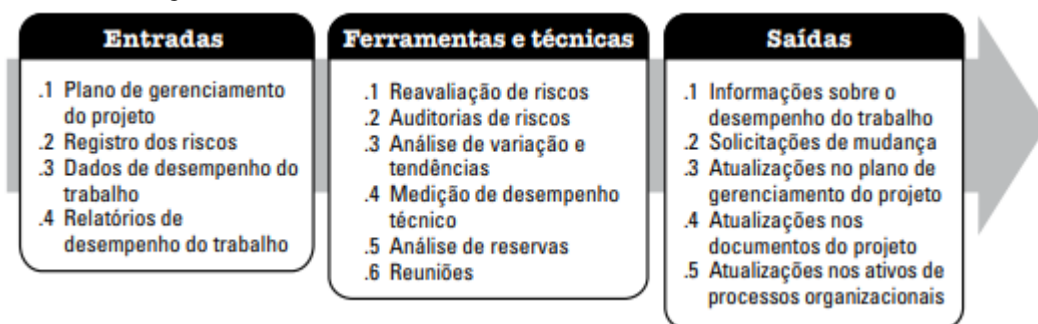 Entradas
.1 Plano de gerenciamento
do projeto
.2 Registro dos riscos
.3 Dados de desempenho do
trabalho
.4 Relatórios de
desempenho do trabalho
Ferramentas e técnicas
.1 Reavaliação de riscos
.2 Auditorias de riscos
.3 Análise de variação e
tendências
.4 Medição de desempenho
técnico
.5 Análise de reservas
.6 Reuniões
Saídas
.1 Informações sobre o
desempenho do trabalho
.2 Solicitações de mudança
.3 Atualizações no plano de
gerenciamento do projeto
.4 Atualizações nos
documentos do projeto
.5 Atualizações nos ativos de
processos organizacionais